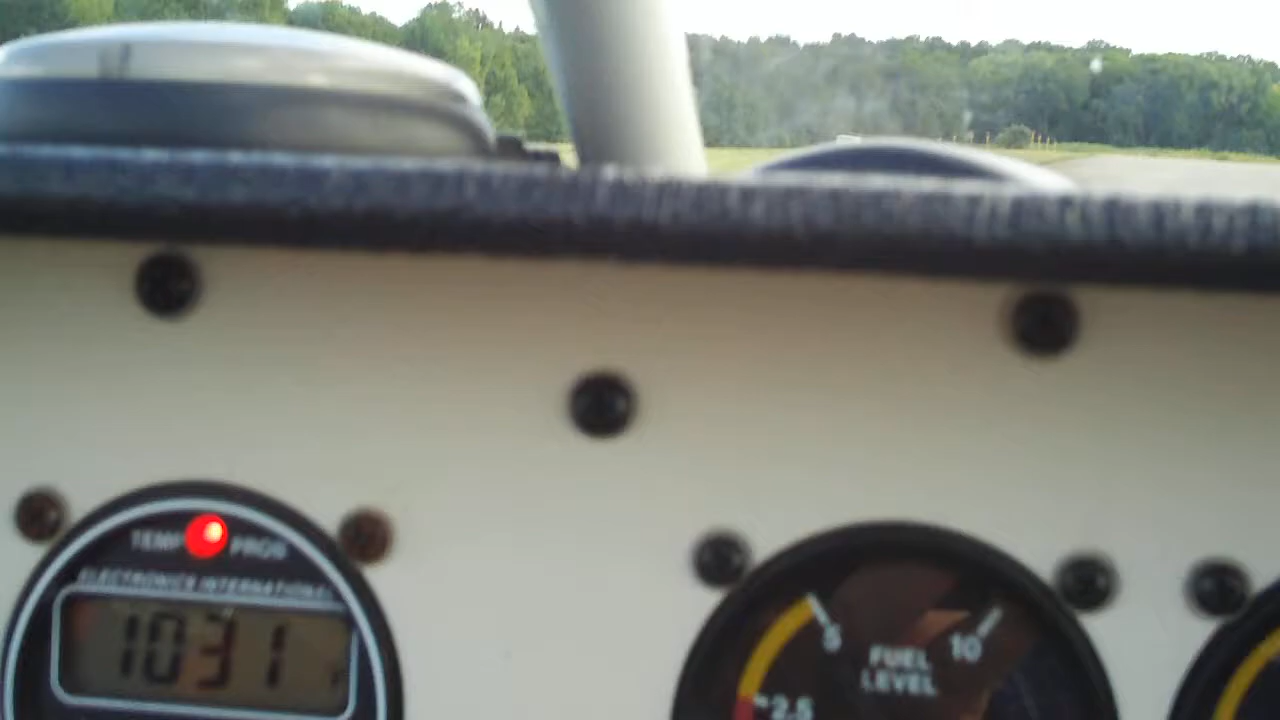 TEMP PROB
ELECTRONICS INTERNATIONAL
1031 F
5 10
FUEL
LEVEL
2.5